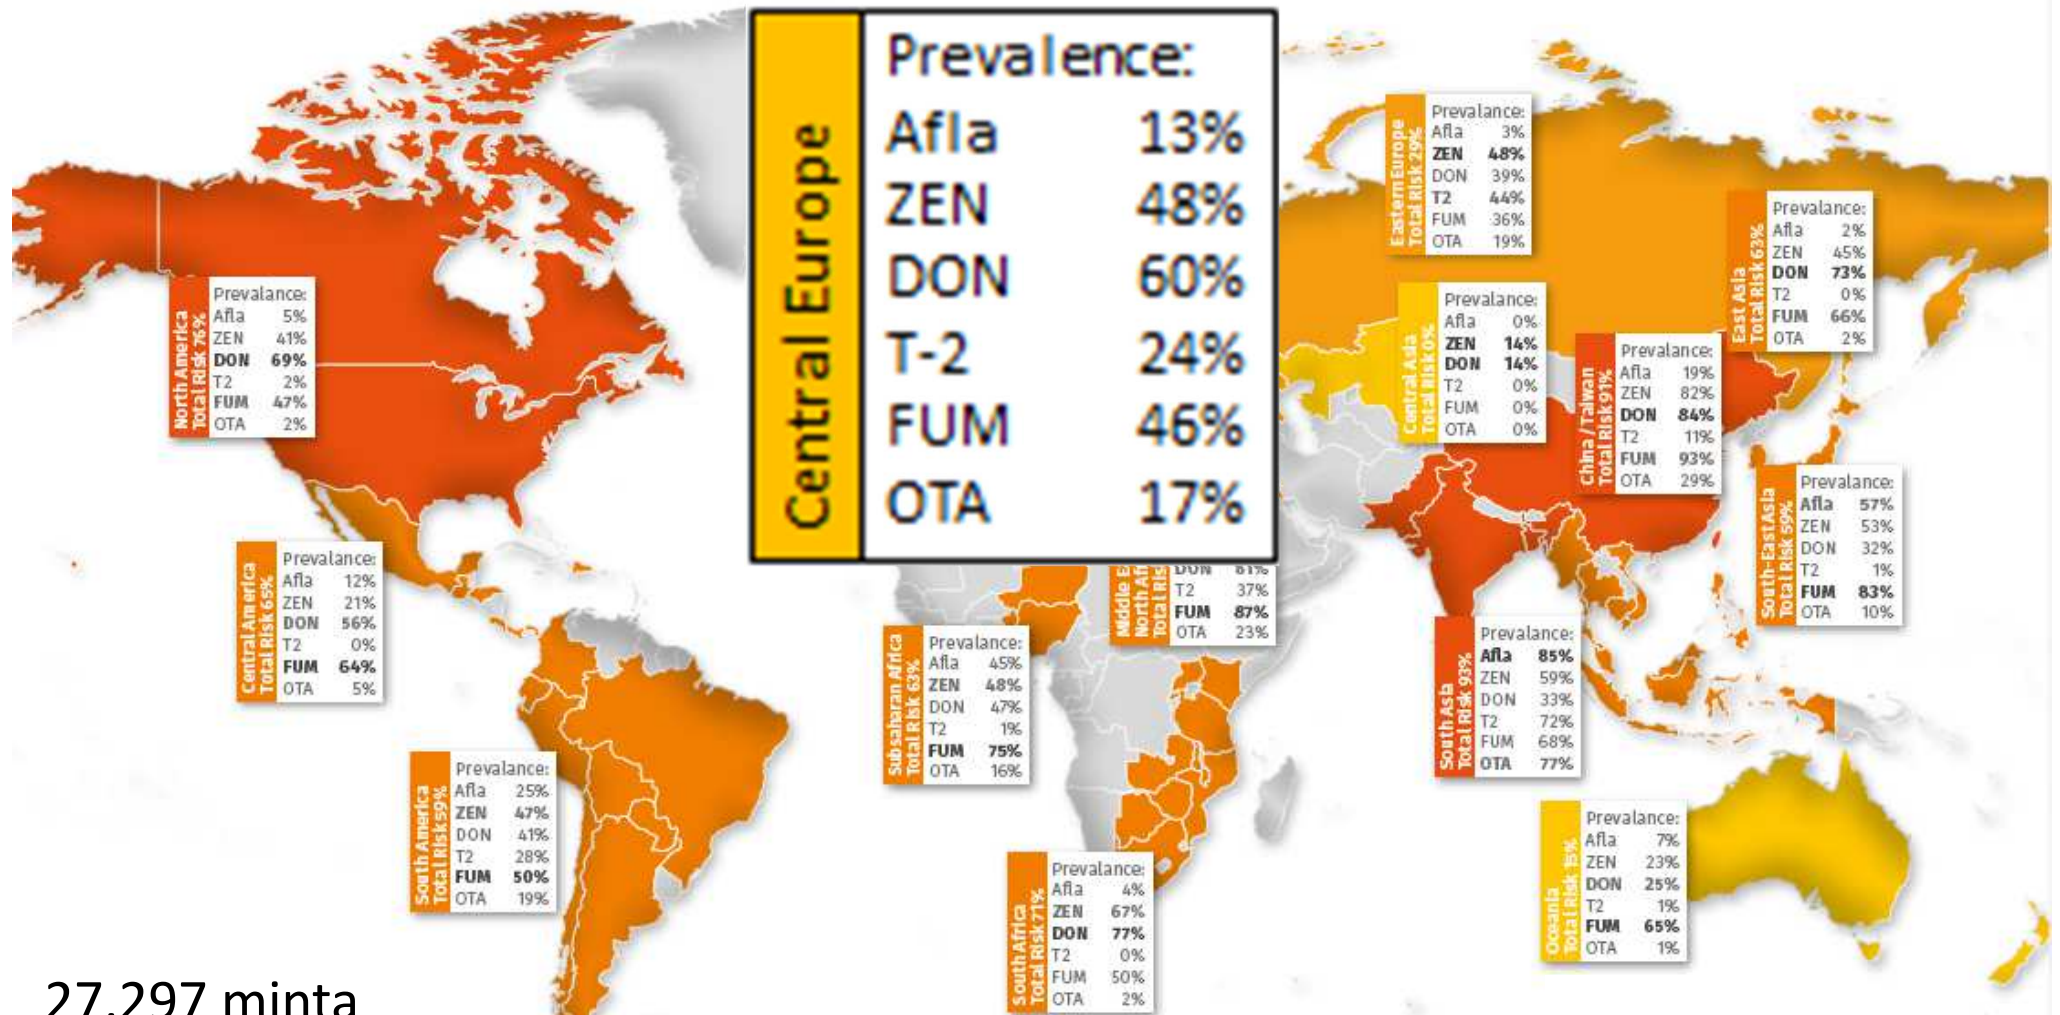 Central Europe
Prevalence:
Afla 13%
ZEN 48%
DON 60%
T-2 24%
FUM 46%
OTA 17%
North America
Total Risk 76%
Prevalance:
Afla 5%
ZEN 41%
DON 69%
T2 2%
FUM 47%
OTA 2%
Central America
Total Risk 65%
Prevalance:
Afla 12%
ZEN 21%
DON 56%
T2 0%
FUM 64%
OTA 5%
South America
Total Risk 59%
Prevalance:
Afla 25%
ZEN 47%
DON 41%
T2 28%
FUM 50%
OTA 19%
Subsaharan Africa
Total Risk 63%
Prevalance:
Afla 45%
ZEN 48%
DON 47%
T2 1%
FUM 75%
OTA 16%
Middle
North
Total
DON 81%
T2 37%
FUM 87%
OTA 23%
South Africa
Total Risk 71%
Prevalance:
Afla 4%
ZEN 67%
DON 77%
T2 0%
FUM 50%
OTA 2%
Eastern Europe
Total Risk 29%
Prevalance:
Afla 3%
ZEN 48%
DON 39%
T2 44%
FUM 36%
OTA 19%
Central Asia
Total Risk 0%
Prevalance:
Afla 0%
ZEN 14%
DON 14%
T2 0%
FUM 0%
OTA 0%
East Asia
Total Risk 63%
Prevalance:
Afla 2%
ZEN 45%
DON 73%
T2 0%
FUM 66%
OTA 2%
China / Taiwan
Total Risk 91%
Prevalance:
Afla 19%
ZEN 82%
DON 84%
T2 11%
FUM 93%
OTA 29%
South-East Asia
Total Risk 59%
Prevalance:
Afla 57%
ZEN 53%
DON 32%
T2 1%
FUM 83%
OTA 10%
South Asia
Total Risk 93%
Prevalance:
Afla 85%
ZEN 59%
DON 33%
T2 72%
FUM 68%
OTA 77%
Oceania
Total Risk 15%
Prevalance:
Afla 7%
ZEN 23%
DON 25%
T2 1%
FUM 65%
OTA 1%
27.297 minta